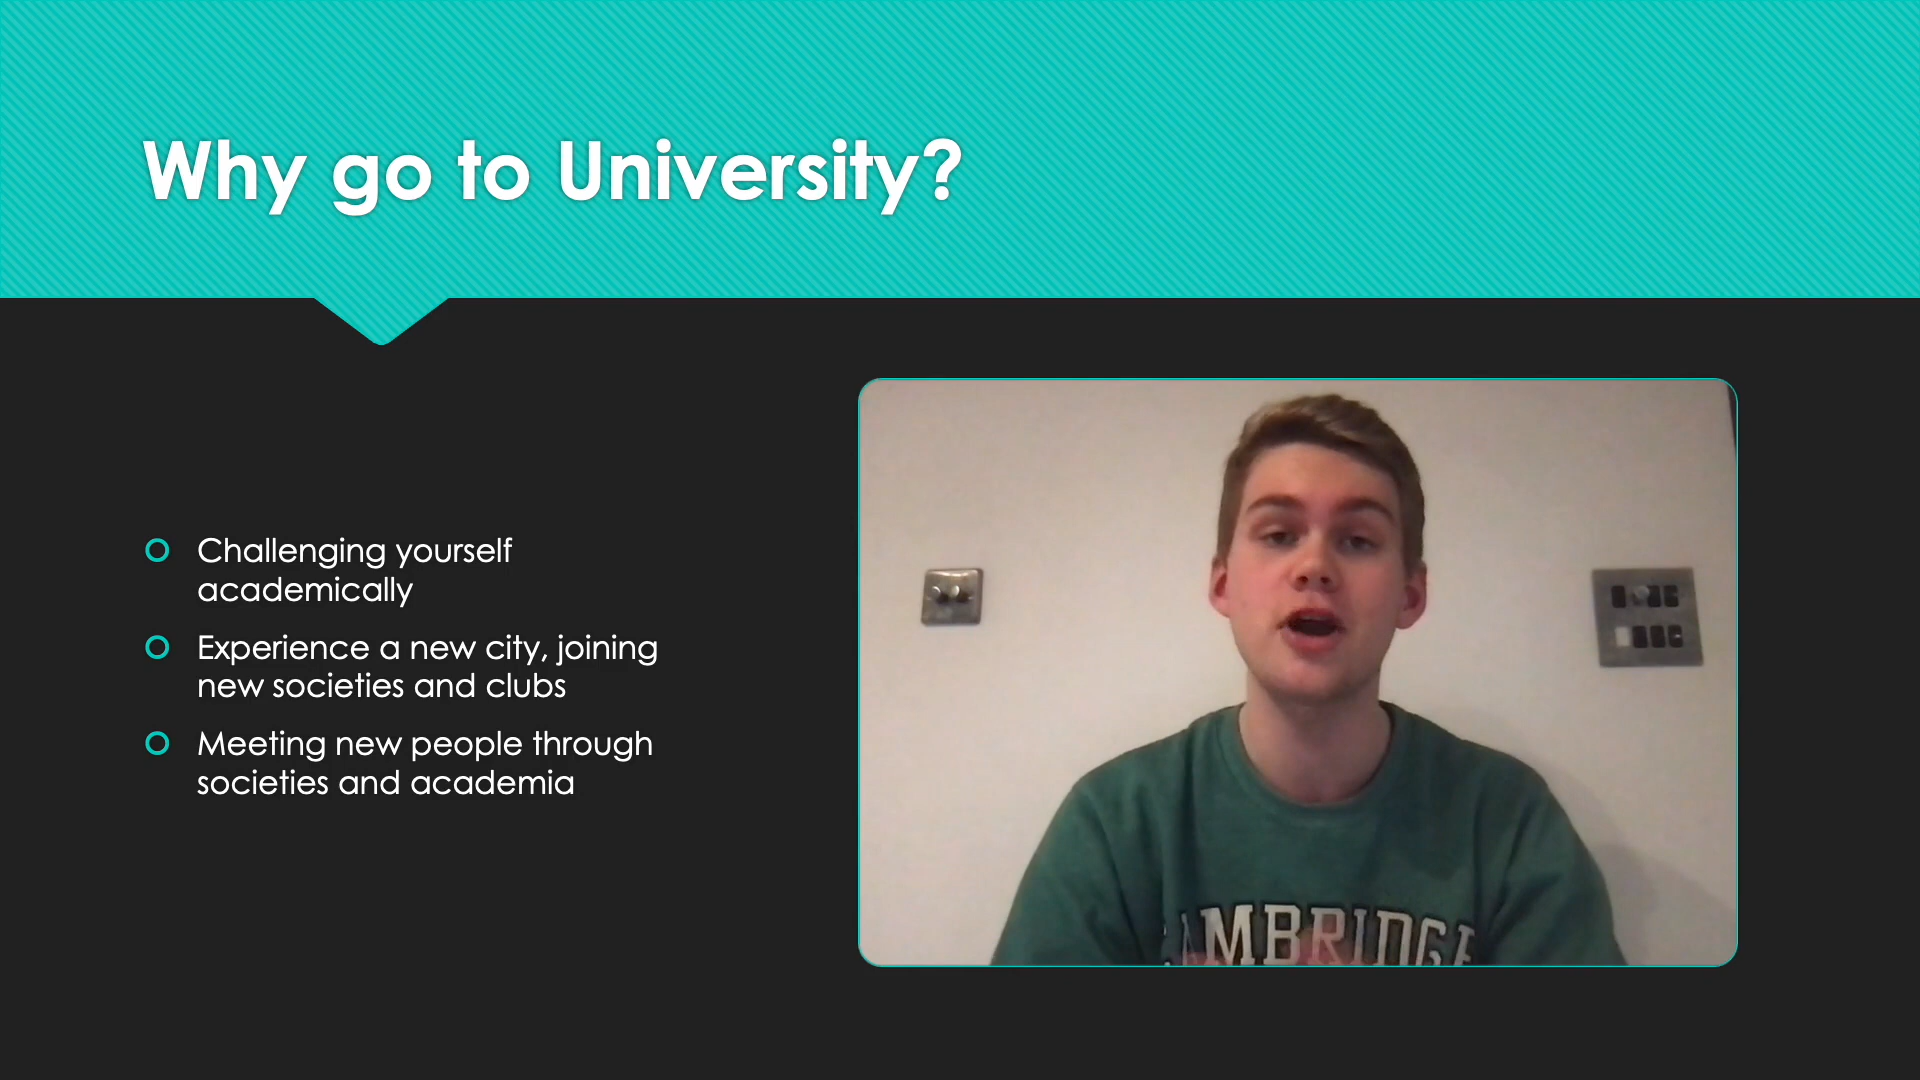 Why go to University?
Challenging yourself
academically
Experience a new city, joining
new societies and clubs
Meeting new people through
societies and academia
CAMBRIDGE